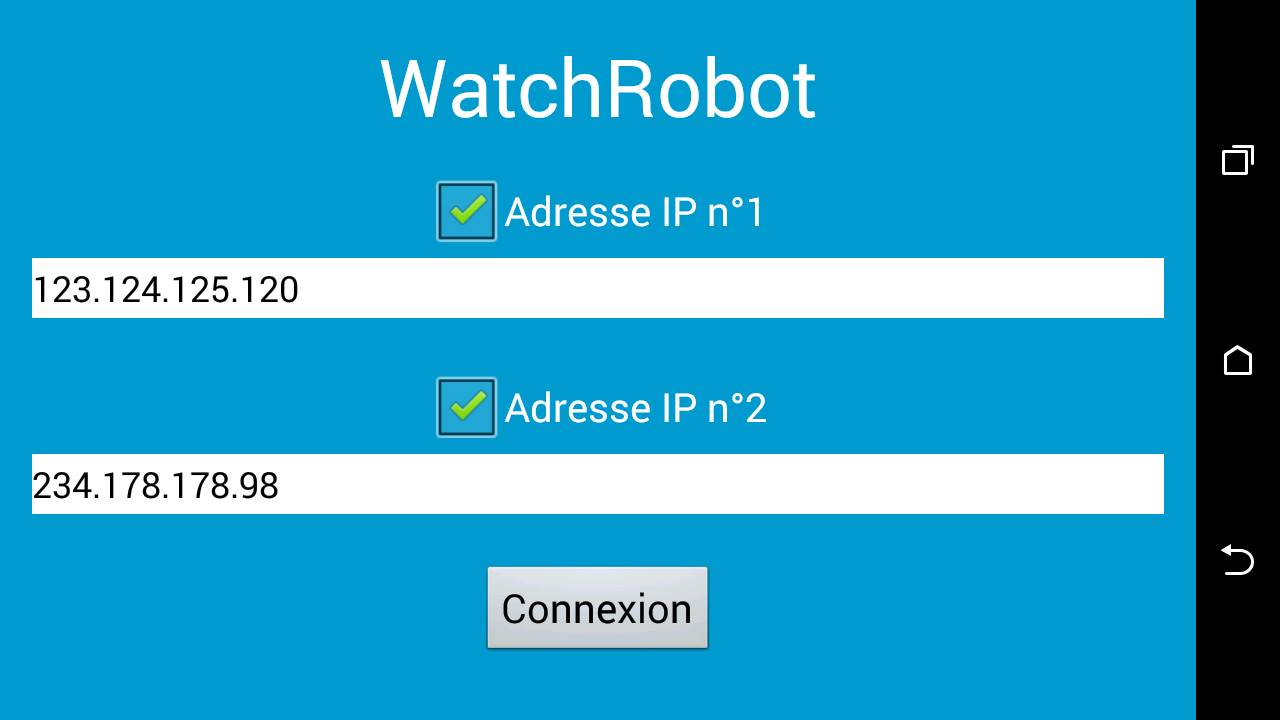 WatchRobot
Adresse IP n°1
123.124.125.120
Adresse IP n°2
234.178.178.98
Connexion